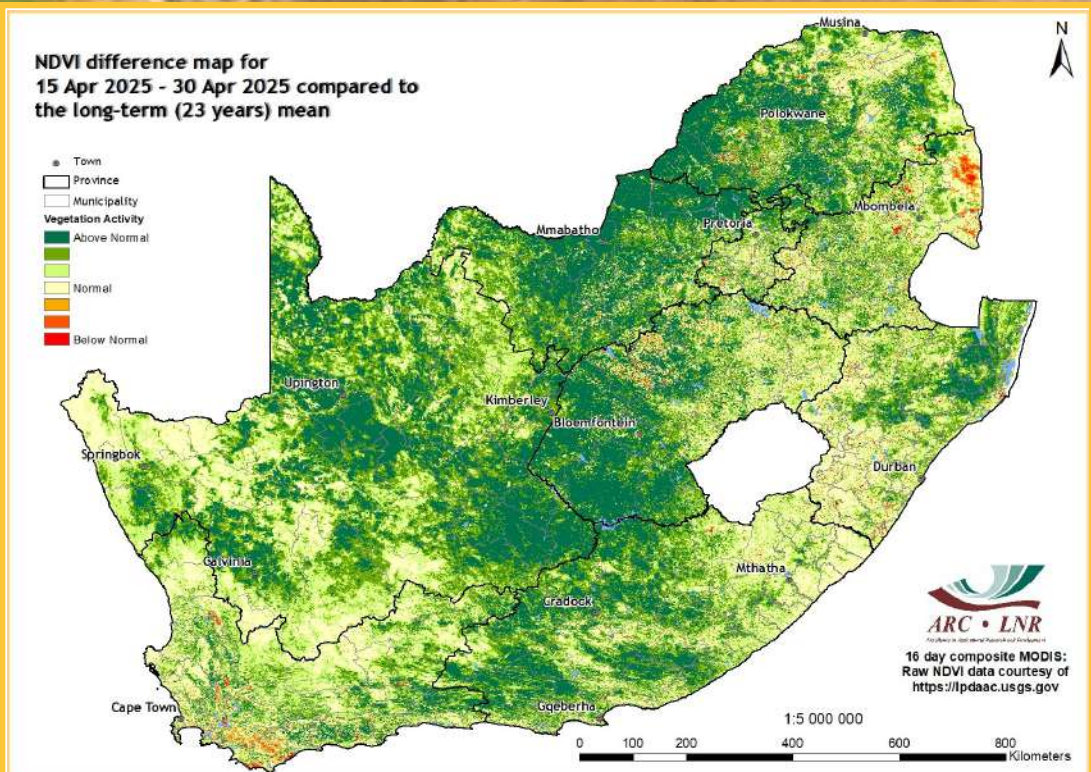 NDVI difference map for
15 Apr 2025 - 30 Apr 2025 compared to
the long-term (23 years) mean
Town
Province
Municipality
Vegetation Activity
Above Normal
Normal
Below Normal
N
Musina
Polokwane
Mbombela
Pretoria
Mmabatho
Upington
Kimberley
Bloemfontein
Springbok
Durban
Calvinia
Mthatha
Cradock
Cape Town
Gqeberha
ARC • LNR
16 day composite MODIS:
Raw NDVI data courtesy of
https://lpdaac.usgs.gov
1:5 000 000
0 100 200 400 600 800
Kilometers